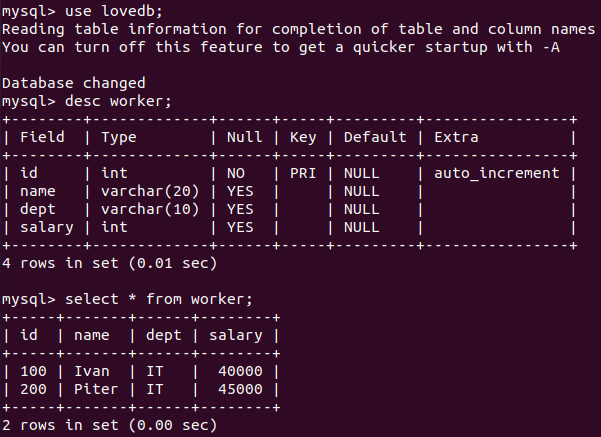 mysql> use lovedb;
Reading table information for completion of table and column names
You can turn off this feature to get a quicker startup with -A

Database changed
mysql> desc worker;
+--------+-------------+------+-----+---------+----------------+
| Field  | Type        | Null | Key | Default | Extra          |
+--------+-------------+------+-----+---------+----------------+
| id     | int         | NO   | PRI | NULL    | auto_increment |
| name   | varchar(20) | YES  |     | NULL    |                |
| dept   | varchar(10) | YES  |     | NULL    |                |
| salary | int         | YES  |     | NULL    |                |
+--------+-------------+------+-----+---------+----------------+
4 rows in set (0.01 sec)

mysql> select * from worker;
+-----+-------+------+--------+
| id  | name  | dept | salary |
+-----+-------+------+--------+
| 100 | Ivan  | IT   |  40000 |
| 200 | Piter | IT   |  45000 |
+-----+-------+------+--------+
2 rows in set (0.00 sec)